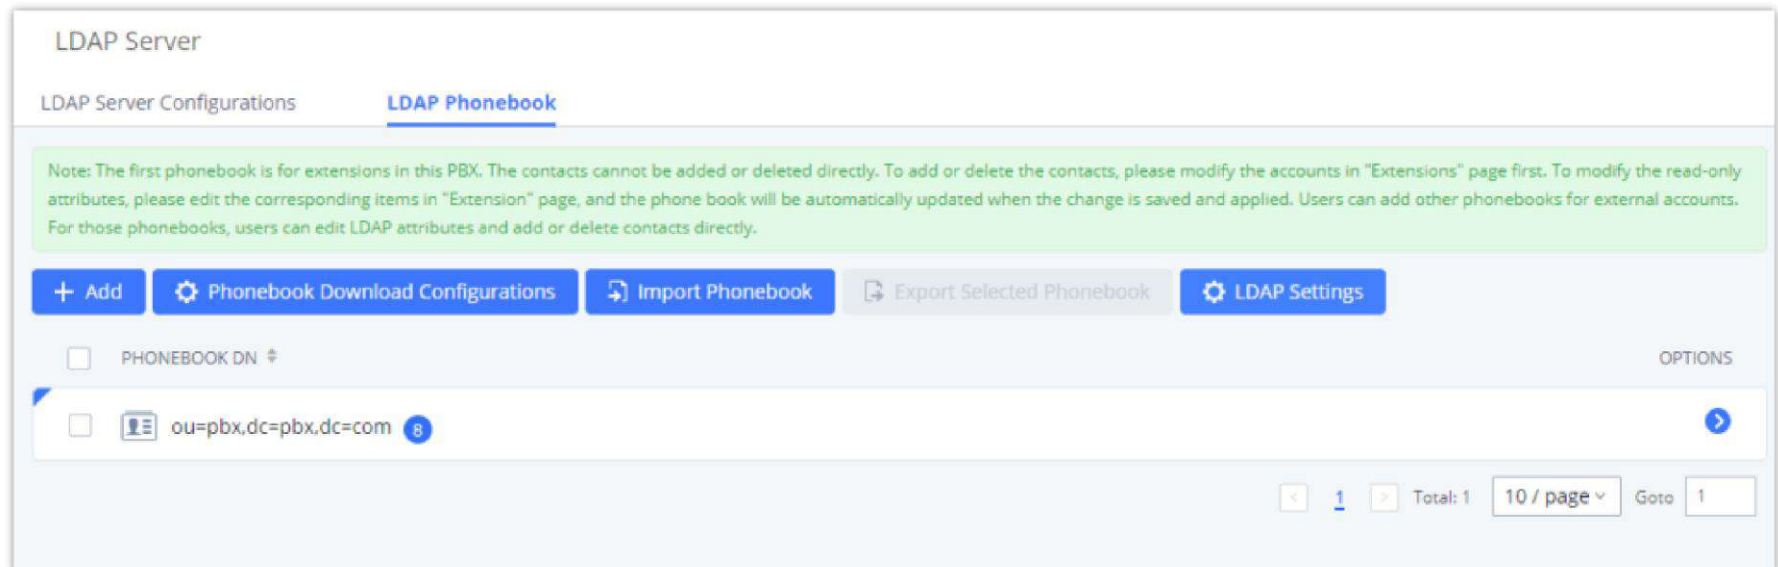 LDAP Server
LDAP Server Configurations LDAP Phonebook
Note: The first phonebook is for extensions in this PBX. The contacts cannot be added or deleted directly. To add or delete the contacts, please modify the accounts in "Extensions" page first. To modify the read-only
attributes, please edit the corresponding items in "Extension" page, and the phone book will be automatically updated when the change is saved and applied. Users can add other phonebooks for external accounts.
For those phonebooks, users can edit LDAP attributes and add or delete contacts directly.
+ Add Phonebook Download Configurations Import Phonebook Export Selected Phonebook LDAP Settings
PHONEBOOK DN OPTIONS
ou=pbx,dc=pbx,dc=com 8
< 1 > Total: 1 10 / page Goto 1